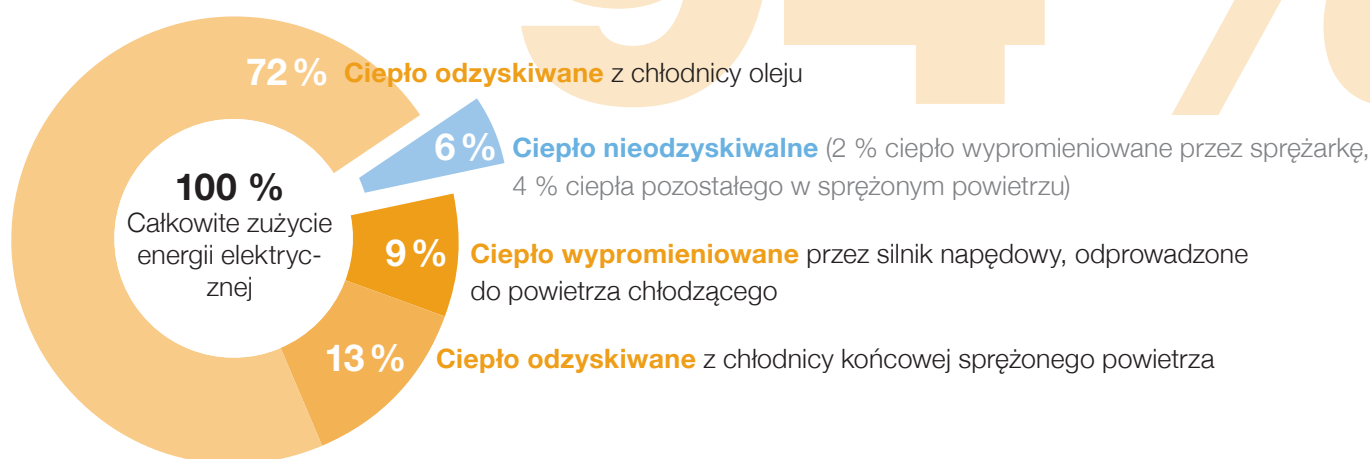 94%
72 % Ciepło odzyskiwane z chłodnicy oleju
6 % Ciepło nieodzyskiwalne (2 % ciepło wypromieniowane przez sprężarkę,
4 % ciepła pozostałego w sprężonym powietrzu)
100 %
Całkowite zużycie
energii elektrycz-
znej
9 % Ciepło wypromieniowane przez silnik napędowy, odprowadzone
do powietrza chłodzącego
13 % Ciepło odzyskiwane z chłodnicy końcowej sprężonego powietrza